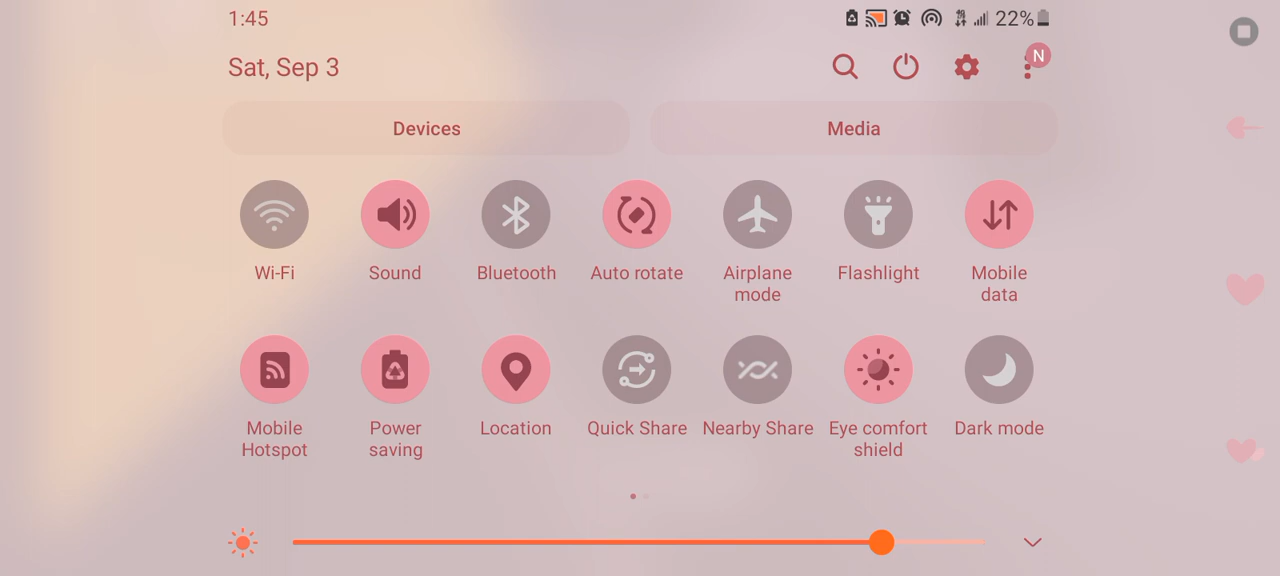 1:45
22%
Sat, Sep 3
N
Devices
Media
Wi-Fi
Sound
Bluetooth
Auto rotate
Airplane
mode
Flashlight
Mobile
data
Mobile
Hotspot
Power
saving
Location
Quick Share
Nearby Share
Eye comfort
shield
Dark mode